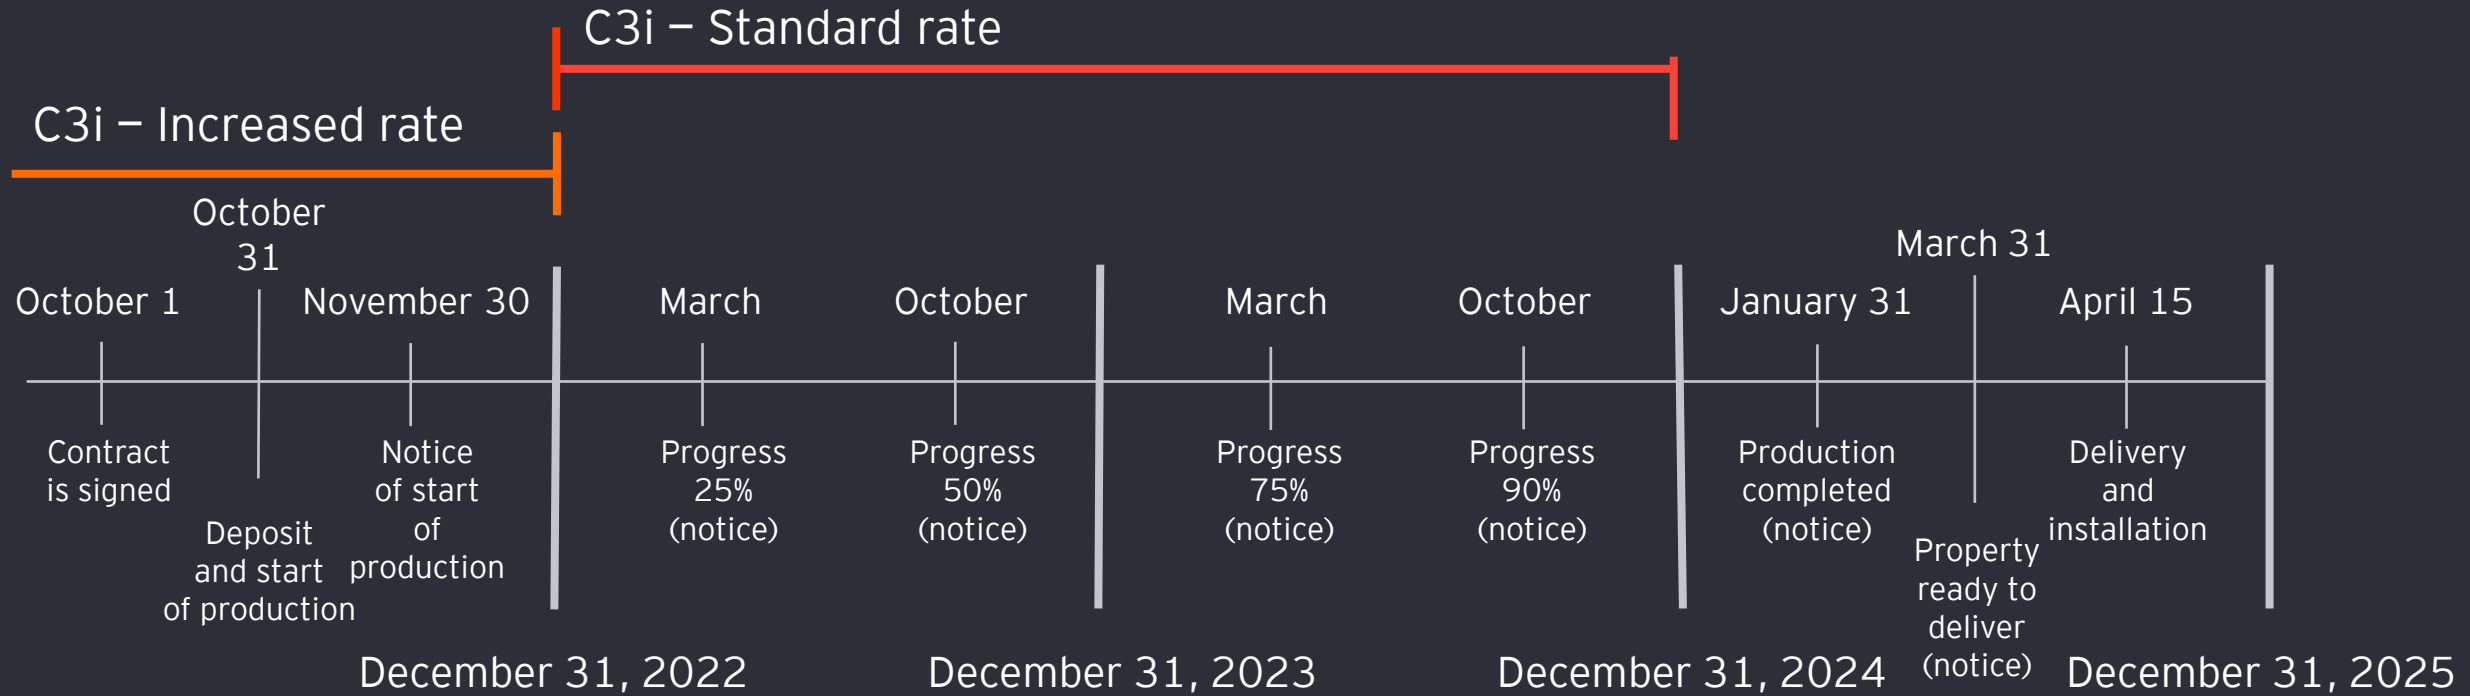 C3i – Standard rate
C3i – Increased rate
October
31
October 1
November 30
March
October
March
October
January 31
March 31
April 15
Contract
is signed
Deposit
and start
of production
Notice
of start
of
production
Progress
25%
(notice)
Progress
50%
(notice)
Progress
75%
(notice)
Progress
90%
(notice)
Production
completed
(notice)
Property
ready to
deliver
(notice)
Delivery
and
installation
December 31, 2022
December 31, 2023
December 31, 2024
December 31, 2025